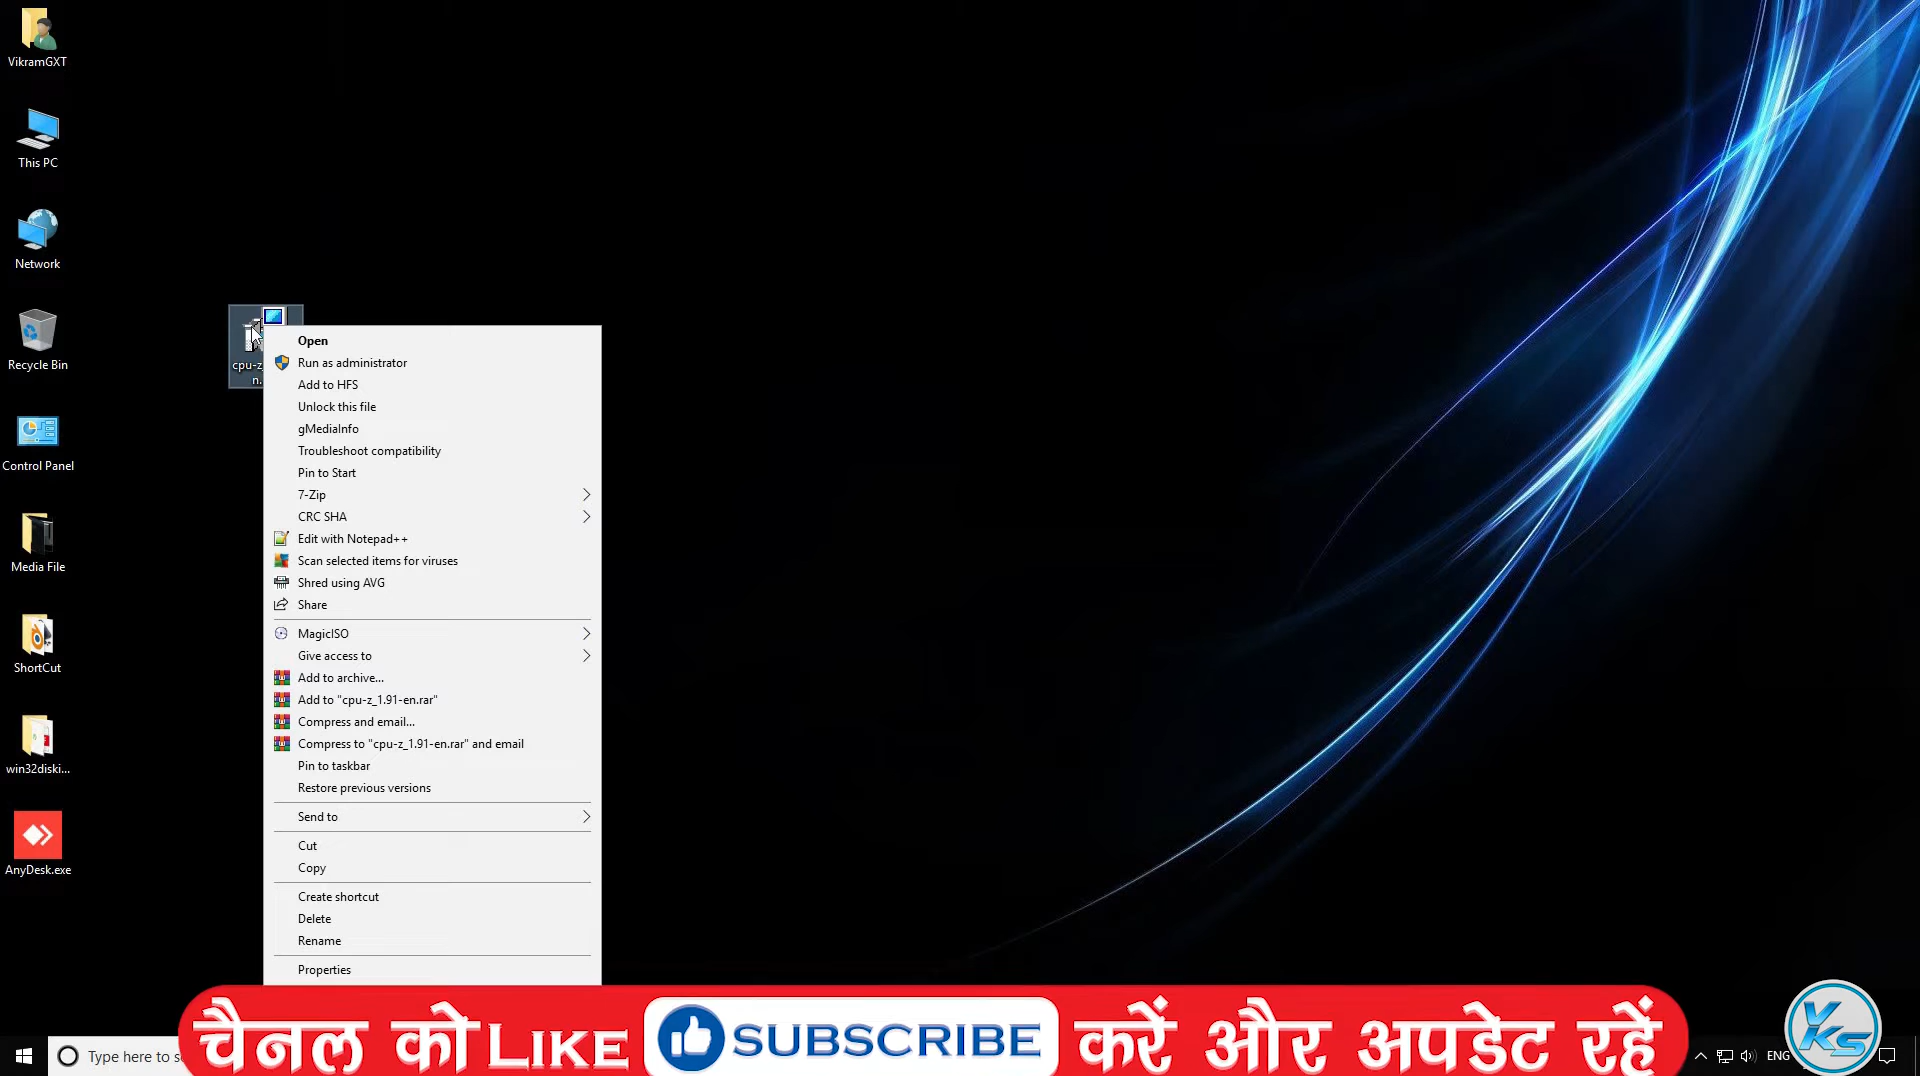 VikramGXT
This PC
Network
Recycle Bin
Control Panel
Media File
ShortCut
win32diski...
AnyDesk.exe
Open
Run as administrator
Add to HFS
Unlock this file
gMediaInfo
Troubleshoot compatibility
Pin to Start
7-Zip
CRC SHA
Edit with Notepad++
Scan selected items for viruses
Shred using AVG
Share
MagicISO
Give access to
Add to archive...
Add to "cpu-z_1.91-en.rar"
Compress and email...
Compress to "cpu-z_1.91-en.rar" and email
Pin to taskbar
Restore previous versions
Send to
Cut
Copy
Create shortcut
Delete
Rename
Properties
चैनल को LIKE SUBSCRIBE करें और अपडेट रहें
Type here to
ENG
VKS